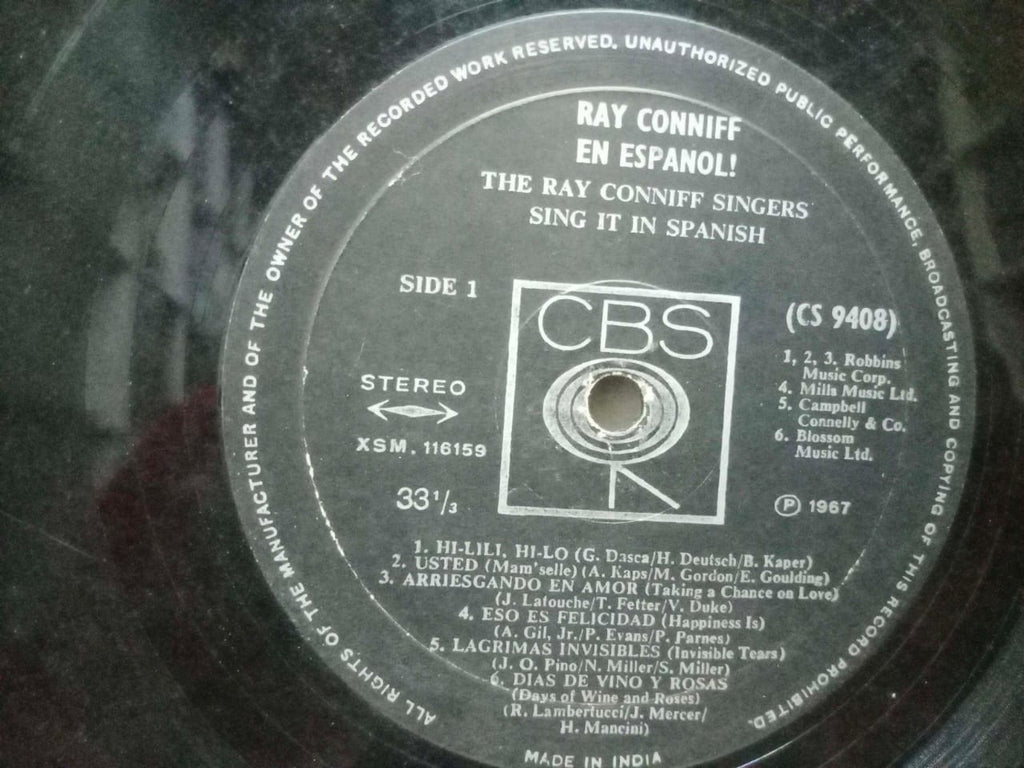 ALL RIGHTS OF THE MANUFACTURER AND OF THE OWNER OF THE RECORDED WORK RESERVED. UNAUTHORIZED PUBLIC PERFORMANCE, BROADCASTING AND COPYING OF THIS RECORD PROHIBITED.
RAY CONNIFF
EN ESPANOL!
THE RAY CONNIFF SINGERS
SING IT IN SPANISH
SIDE 1
CBS
(CS 9408)
1, 2, 3. Robbins
Music Corp.
4. Mills Music Ltd.
5. Campbell
Connelly & Co.
6. Blossom
Music Ltd.
STEREO
XSM. 116159
33 1/3
Ⓟ 1967
1. HI-LILI, HI-LO (G. Dasca/H. Deutsch/B. Kaper)
2. USTED (Mam'selle) (A. Kaps/M. Gordon/E. Goulding)
3. ARRIESGANDO EN AMOR (Taking a Chance on Love)
(J. Latouche/T. Fetter/V. Duke)
4. ESO ES FELICIDAD (Happiness Is)
(A. Gil, Jr./P. Evans/P. Parnes)
5. LAGRIMAS INVISIBLES (Invisible Tears)
(J. O. Pino/N. Miller/S. Miller)
6. DIAS DE VINO Y ROSAS
(Days of Wine and Roses)
(R. Lambertucci/J. Mercer/
H. Mancini)
MADE IN INDIA